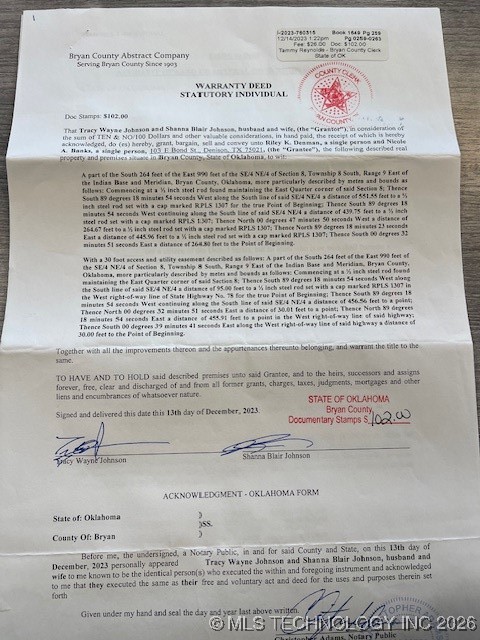 I-2023-760315 Book 1649 Pg 259
12/14/2023 1:22pm Pg 0259-0263
Fee: $26.00 Doc: $102.00
Tammy Reynolds - Bryan County Clerk
State of OK
Bryan County Abstract Company
Serving Bryan County Since 1903
COUNTY CLERK
BRYAN COUNTY
WARRANTY DEED
STATUTORY INDIVIDUAL
Doc Stamps: $102.00
That Tracy Wayne Johnson and Shanna Blair Johnson, husband and wife, (the "Grantor"), in consideration of
the sum of TEN & NO/100 Dollars and other valuable considerations, in hand paid, the receipt of which is hereby
acknowledged, do (es) hereby, grant, bargain, sell and convey unto Riley K. Denman, a single person and Nicole
A. Banks, a single person, 103 E Bond St., Denison, TX 75021, (the "Grantee"), the following described real
property and premises situate in Bryan County, State of Oklahoma, to wit:
A part of the South 264 feet of the East 990 feet of the SE/4 NE/4 of Section 8, Township 8 South, Range 9 East of
the Indian Base and Meridian, Bryan County, Oklahoma, more particularly described by metes and bounds as
follows: Commencing at a ½ inch steel rod found maintaining the East Quarter corner of said Section 8; Thence
South 89 degrees 18 minutes 54 seconds West along the South line of said SE/4 NE/4 a distance of 551.55 feet to a ½
inch steel rod set with a cap marked RPLS 1307 for the true Point of Beginning; Thence South 89 degrees 18
minutes 54 seconds West continuing along the South line of said SE/4 NE/4 a distance of 439.75 feet to a ½ inch
steel rod set with a cap marked RPLS 1307; Thence North 00 degrees 47 minutes 50 seconds West a distance of
264.67 feet to a ½ inch steel rod set with a cap marked RPLS 1307; Thence North 89 degrees 18 minutes 23 seconds
East a distance of 445.96 feet to a ½ inch steel rod set with a cap marked RPLS 1307; Thence South 00 degrees 32
minutes 51 seconds East a distance of 264.80 feet to the Point of Beginning.
With a 30 foot access and utility easement described as follows: A part of the South 264 feet of the East 990 feet of
the SE/4 NE/4 of Section 8, Township 8 South, Range 9 East of the Indian Base and Meridian, Bryan County,
Oklahoma, more particularly described by metes and bounds as follows: Commencing at a ½ inch steel rod found
maintaining the East Quarter corner of said Section 8; Thence South 89 degrees 18 minutes 54 seconds West along
the South line of said SE/4 NE/4 a distance of 95.00 feet to a ½ inch steel rod set with a cap marked RPLS 1307 in
the West right-of-way line of State Highway No. 78 for the true Point of Beginning; Thence South 89 degrees 18
minutes 54 seconds West continuing along the South line of said SE/4 NE/4 a distance of 456.56 feet to a point;
Thence North 00 degrees 32 minutes 51 seconds East a distance of 30.01 feet to a point; Thence North 89 degrees
18 minutes 54 seconds East a distance of 455.91 feet to a point in the West right-of-way line of said highway;
Thence South 00 degrees 39 minutes 41 seconds East along the West right-of-way line of said highway a distance of
30.00 feet to the Point of Beginning.
Together with all the improvements thereon and the appurtenances thereunto belonging, and warrant the title to the
same.
TO HAVE AND TO HOLD said described premises unto said Grantee, and to the heirs, successors and assigns
forever, free, clear and discharged of and from all former grants, charges, taxes, judgments, mortgages and other
liens and encumbrances of whatsoever nature.
Signed and delivered this date this 13th day of December, 2023.
STATE OF OKLAHOMA
Bryan County
Documentary Stamps $ 102.00
Tracy Wayne Johnson Shanna Blair Johnson
ACKNOWLEDGMENT - OKLAHOMA FORM
State of: Oklahoma )
)SS.
County Of: Bryan )
Before me, the undersigned, a Notary Public, in and for said County and State, on this 13th day of
December, 2023 personally appeared Tracy Wayne Johnson and Shanna Blair Johnson, husband and
wife to me known to be the identical person(s) who executed the within and foregoing instrument and acknowledged
to me that they executed the same as their free and voluntary act and deed for the uses and purposes therein set
forth
Given under my hand and seal the day and year last above written.
Christopher Adams, Notary Public
© MLS TECHNOLOGY INC 2026 ©